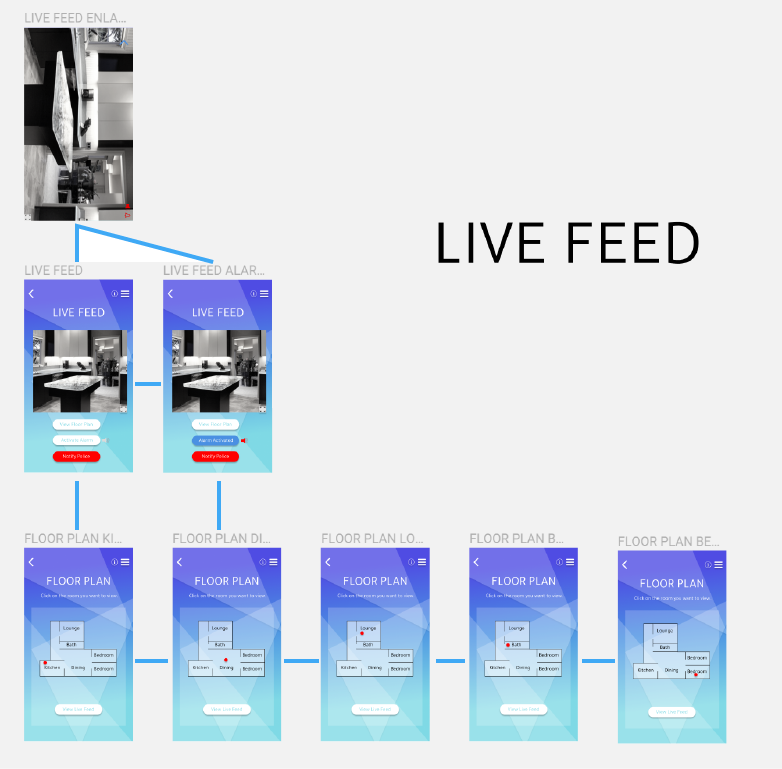 LIVE FEED ENLA...
LIVE FEED
LIVE FEED
LIVE FEED ALAR...
LIVE FEED
LIVE FEED
View Floor Plan
View Floor Plan
Activate Alarm
Alarm Activated
Notify Police
Notify Police
FLOOR PLAN KI...
FLOOR PLAN DI...
FLOOR PLAN LO...
FLOOR PLAN B...
FLOOR PLAN BE...
FLOOR PLAN
Click on the room you want to view.
Lounge
Bath
Bedroom
Kitchen
Dining
Bedroom
View Live Feed
FLOOR PLAN
Click on the room you want to view.
Lounge
Bath
Bedroom
Kitchen
Dining
Bedroom
View Live Feed
FLOOR PLAN
Click on the room you want to view.
Lounge
Bath
Bedroom
Kitchen
Dining
Bedroom
View Live Feed
FLOOR PLAN
Click on the room you want to view.
Lounge
Bath
Bedroom
Kitchen
Dining
Bedroom
View Live Feed
FLOOR PLAN
Click on the room you want to view.
Lounge
Bath
Bedroom
Kitchen
Dining
Bedroom
View Live Feed